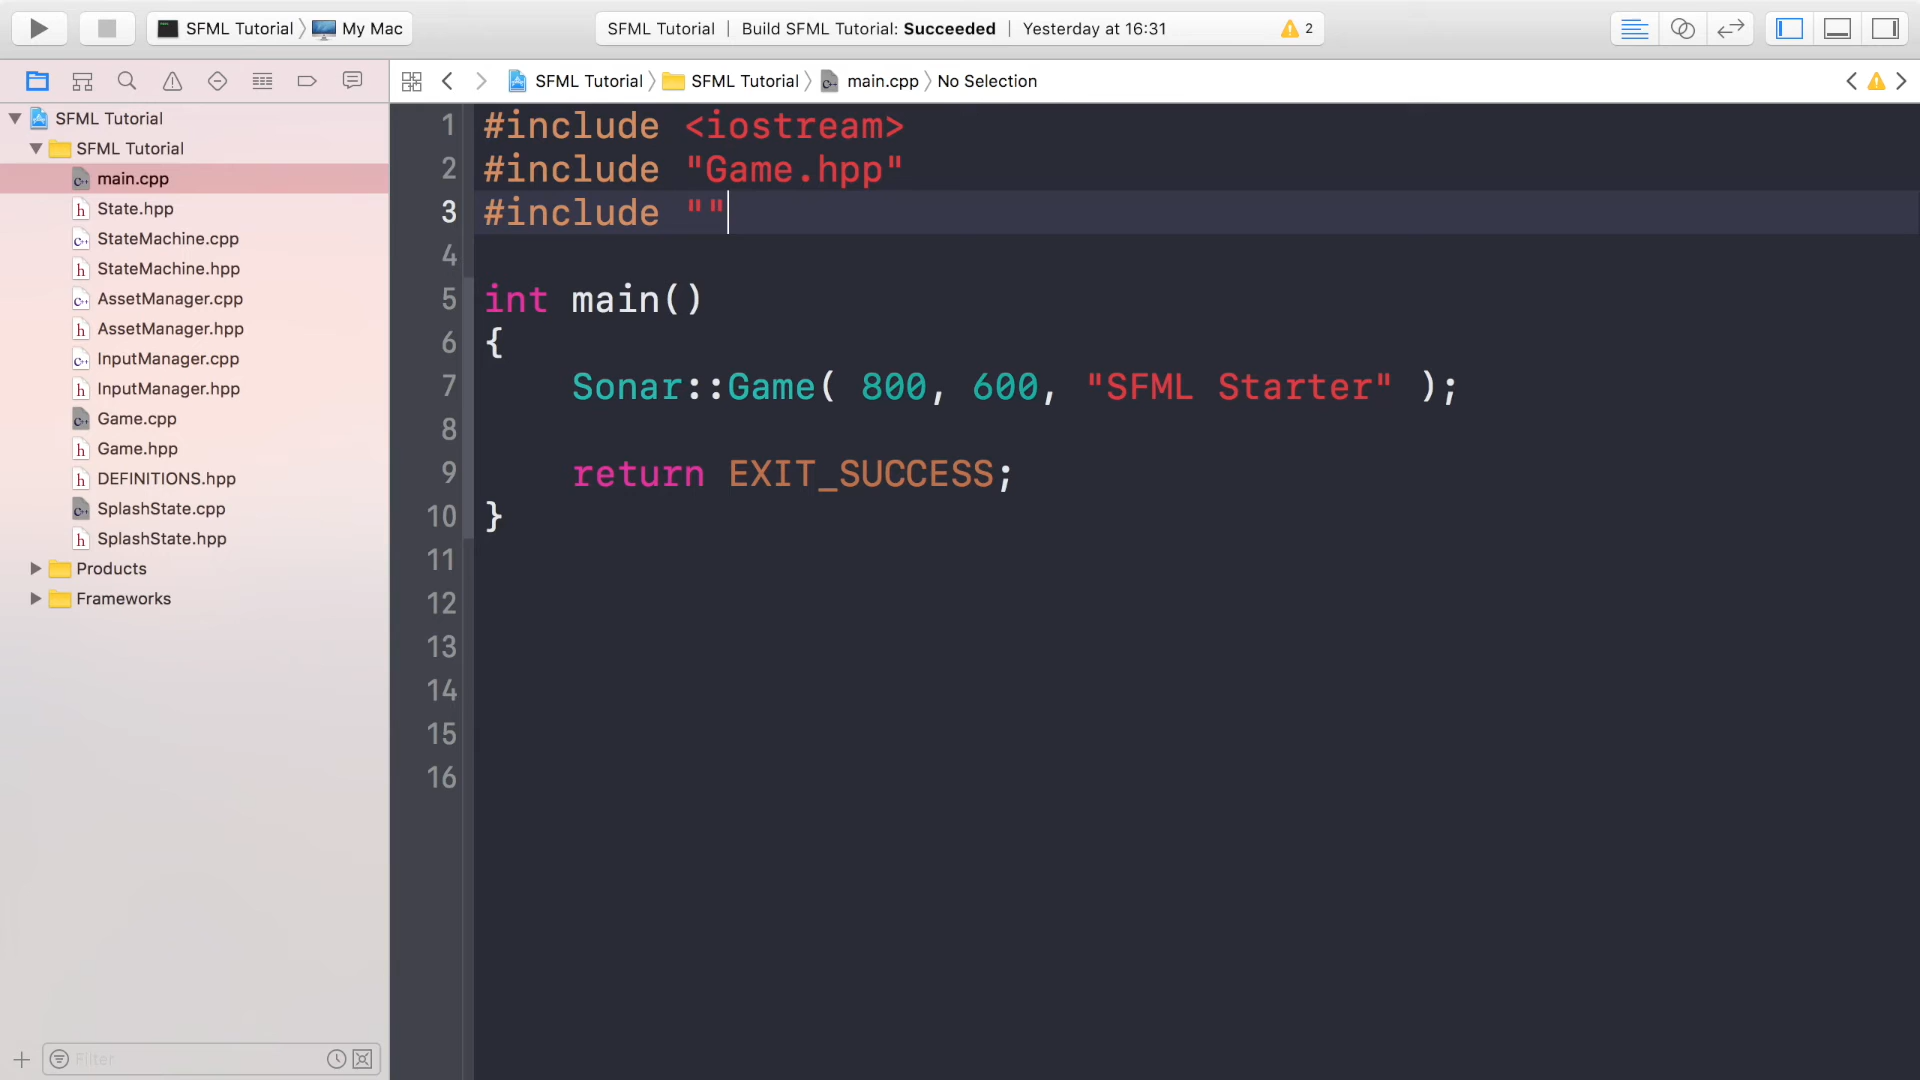 SFML Tutorial My Mac
SFML Tutorial | Build SFML Tutorial: Succeeded | Yesterday at 16:31 2
SFML Tutorial SFML Tutorial main.cpp No Selection
SFML Tutorial
SFML Tutorial
main.cpp
State.hpp
StateMachine.cpp
StateMachine.hpp
AssetManager.cpp
AssetManager.hpp
InputManager.cpp
InputManager.hpp
Game.cpp
Game.hpp
DEFINITIONS.hpp
SplashState.cpp
SplashState.hpp
Products
Frameworks
Filter
1 #include <iostream>
2 #include "Game.hpp"
3 #include ""
4
5 int main()
6 {
7 Sonar::Game( 800, 600, "SFML Starter" );
8
9 return EXIT_SUCCESS;
10 }
11
12
13
14
15
16